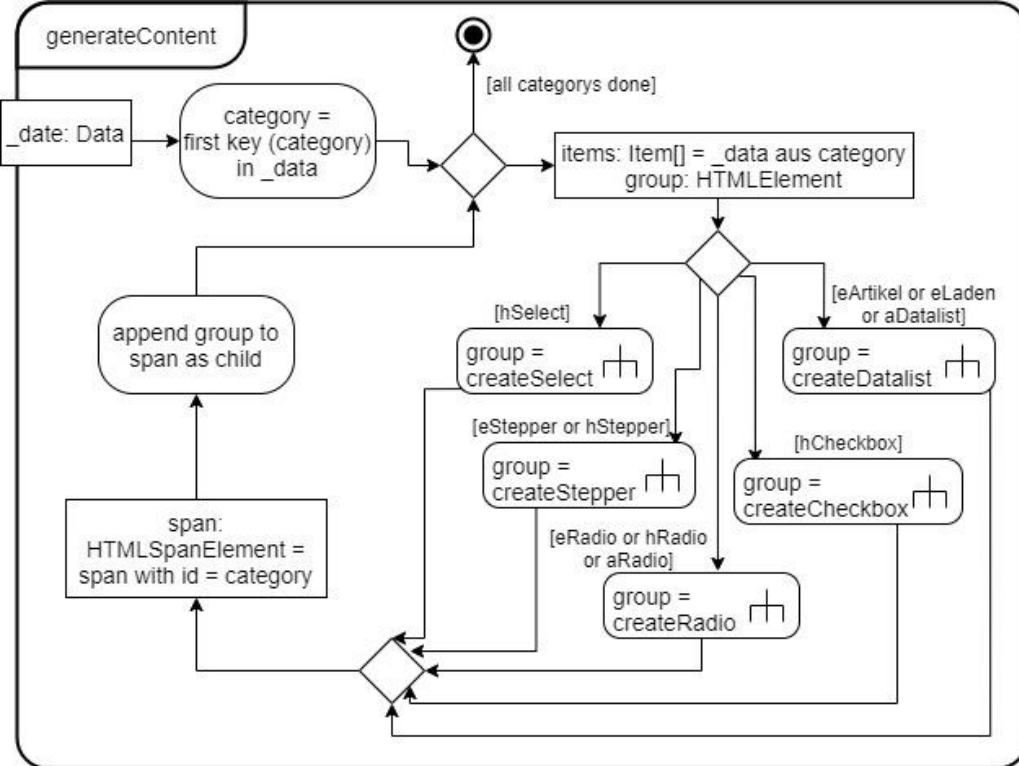 generateContent
[all categorys done]
_date: Data
category =
first key (category)
in _data
items: Item[] = _data aus category
group: HTMLElement
[eArtikel or eLaden
or aDatalist]
[hSelect]
append group to
span as child
group =
createSelect
group =
createDatalist
[eStepper or hStepper]
[hCheckbox]
group =
createStepper
group =
createCheckbox
span:
HTMLSpanElement =
span with id = category
[eRadio or hRadio
or aRadio]
group =
createRadio